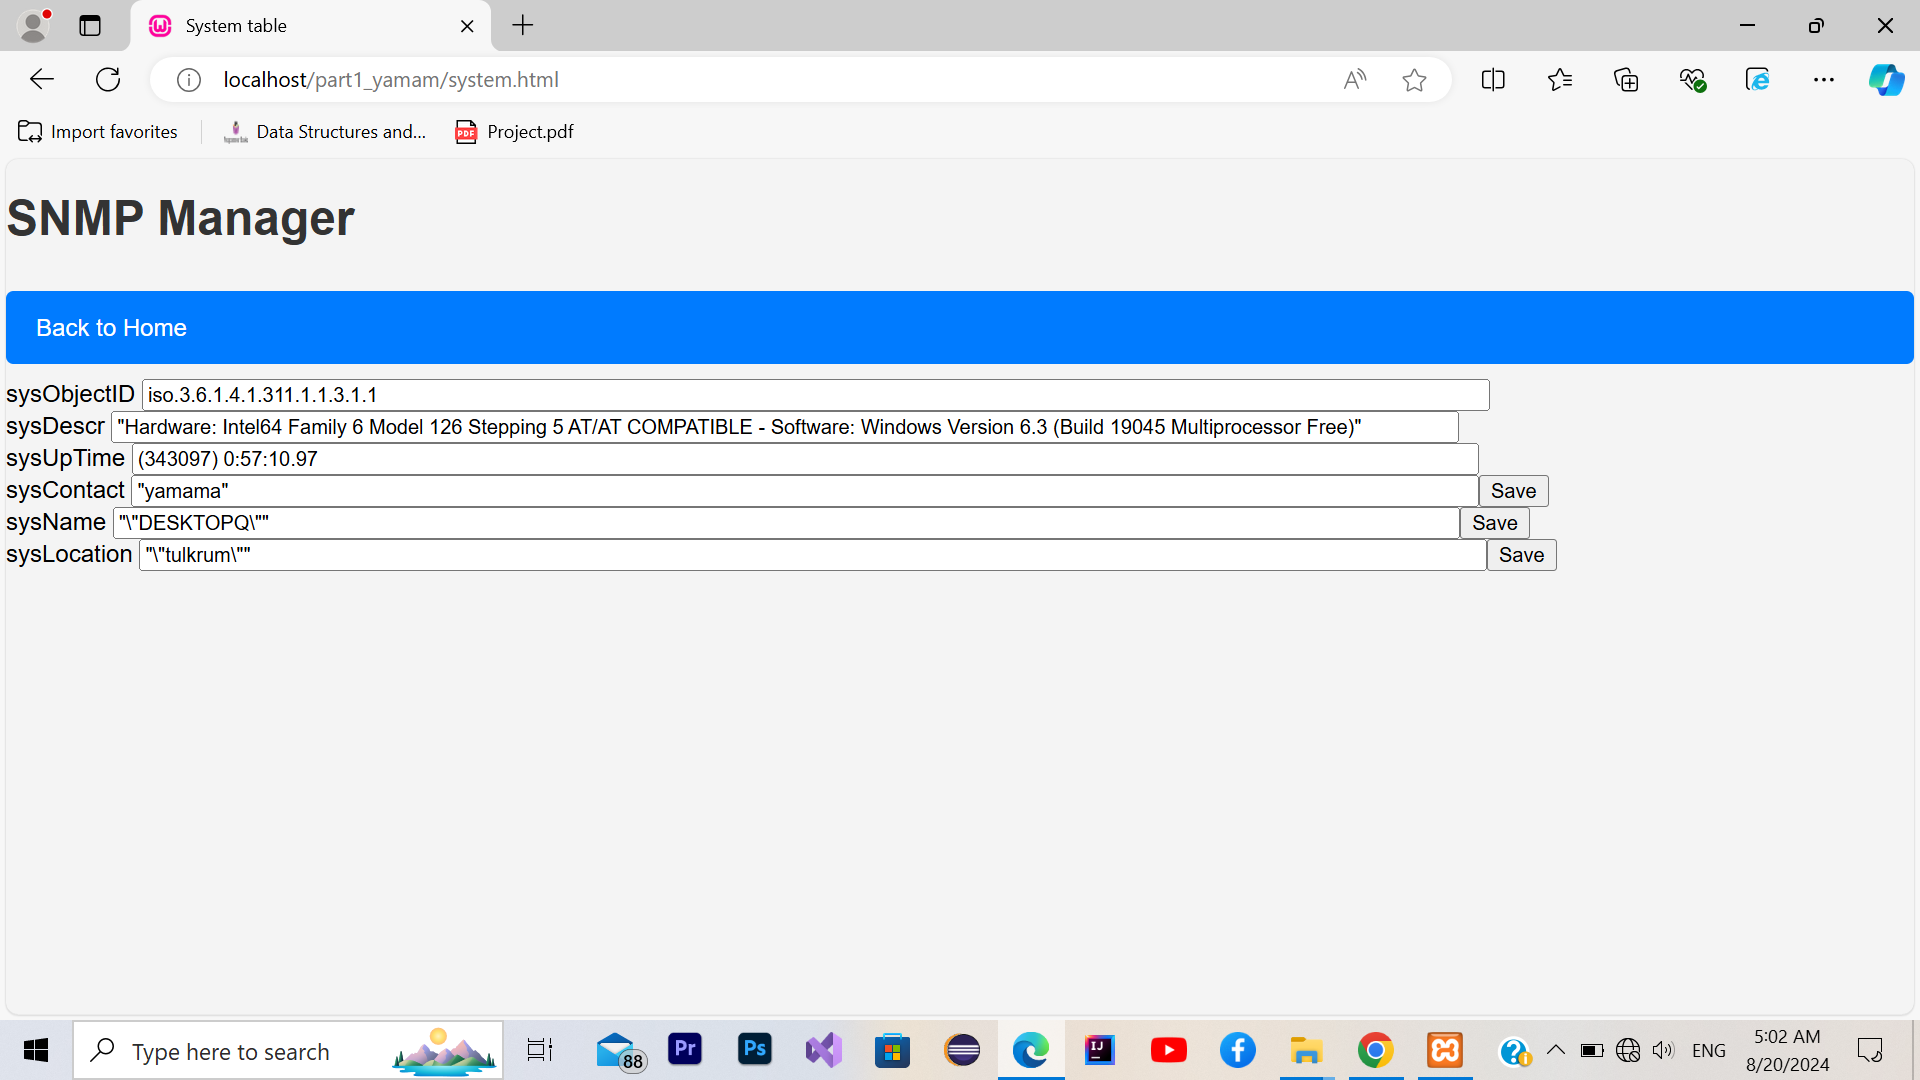 System table
localhost/part1_yamam/system.html
Import favorites
Data Structures and...
PDF
Project.pdf
SNMP Manager
Back to Home
sysObjectID iso.3.6.1.4.1.311.1.1.3.1.1
sysDescr "Hardware: Intel64 Family 6 Model 126 Stepping 5 AT/AT COMPATIBLE - Software: Windows Version 6.3 (Build 19045 Multiprocessor Free)"
sysUpTime (343097) 0:57:10.97
sysContact "yamama" Save
sysName "\"DESKTOPQ\"" Save
sysLocation "\"tulkrum\"" Save
Type here to search
88
Pr
Ps
IJ
ENG
5:02 AM
8/20/2024